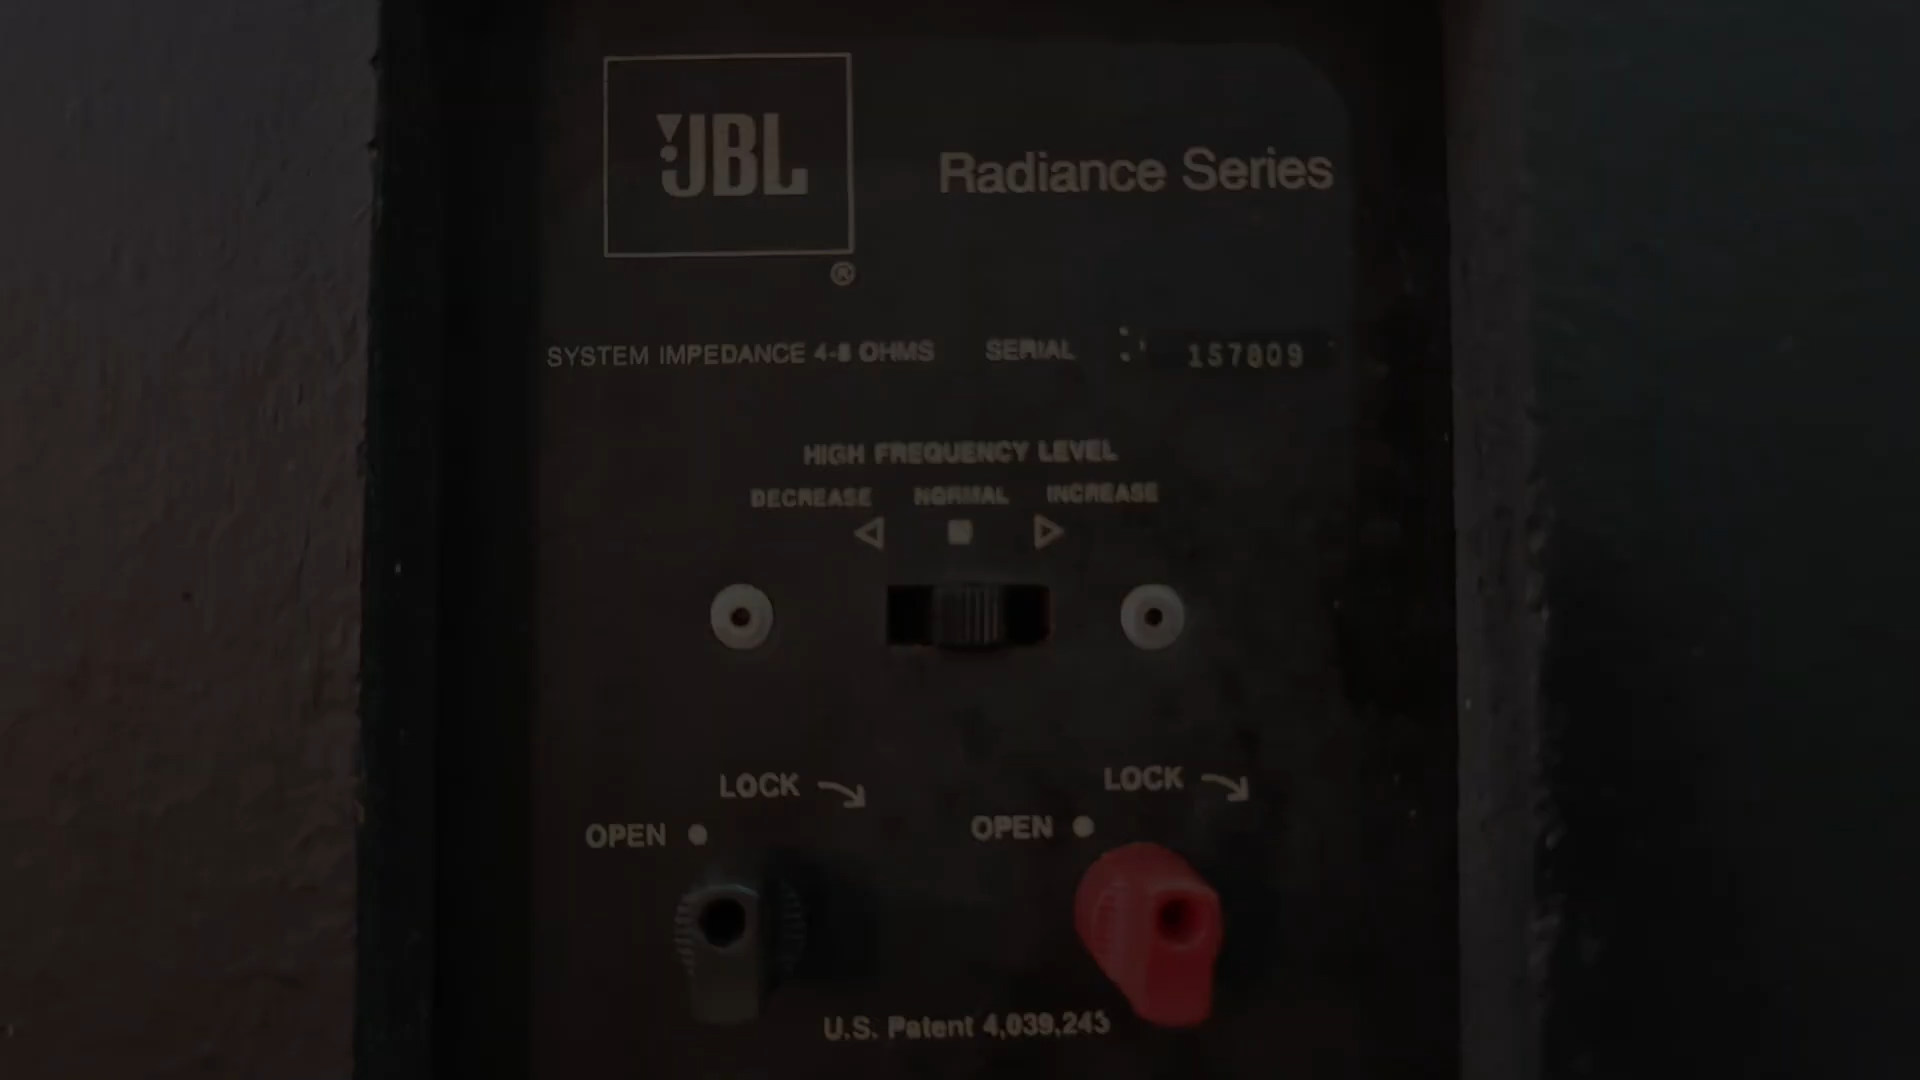 JBL
Radiance Series
®
SYSTEM IMPEDANCE 4-8 OHMS SERIAL 157809
HIGH FREQUENCY LEVEL
DECREASE NORMAL INCREASE
LOCK LOCK
OPEN OPEN
U.S. Patent 4,039,243